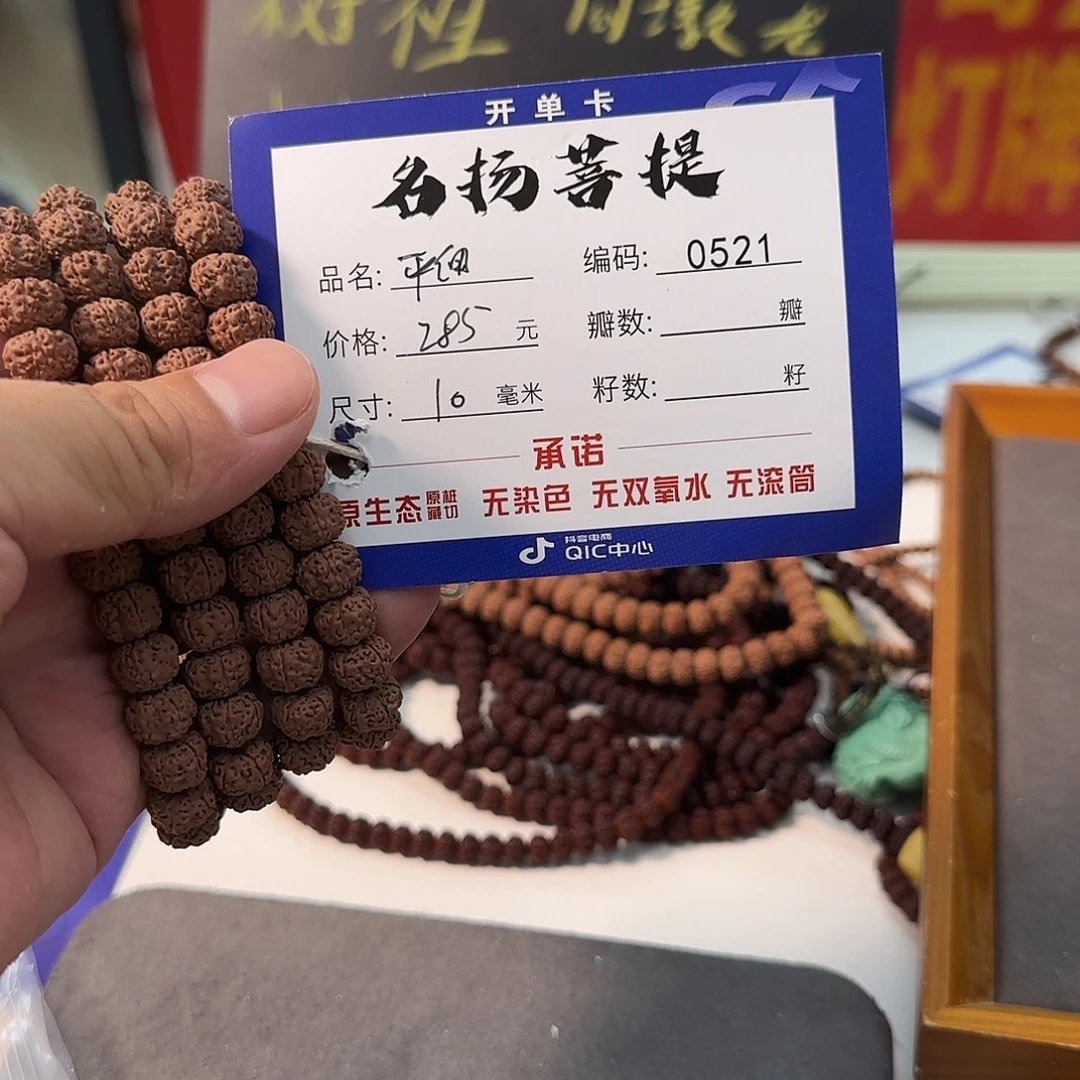 灯牌
开单卡
名扬菩提
品名: 平纽 编码: 0521
价格: 285 元 瓣数: 瓣
尺寸: 10 毫米 籽数: 籽
承诺
原生态 原桩藏切 无染色 无双氧水 无滚筒
抖音电商
QIC中心